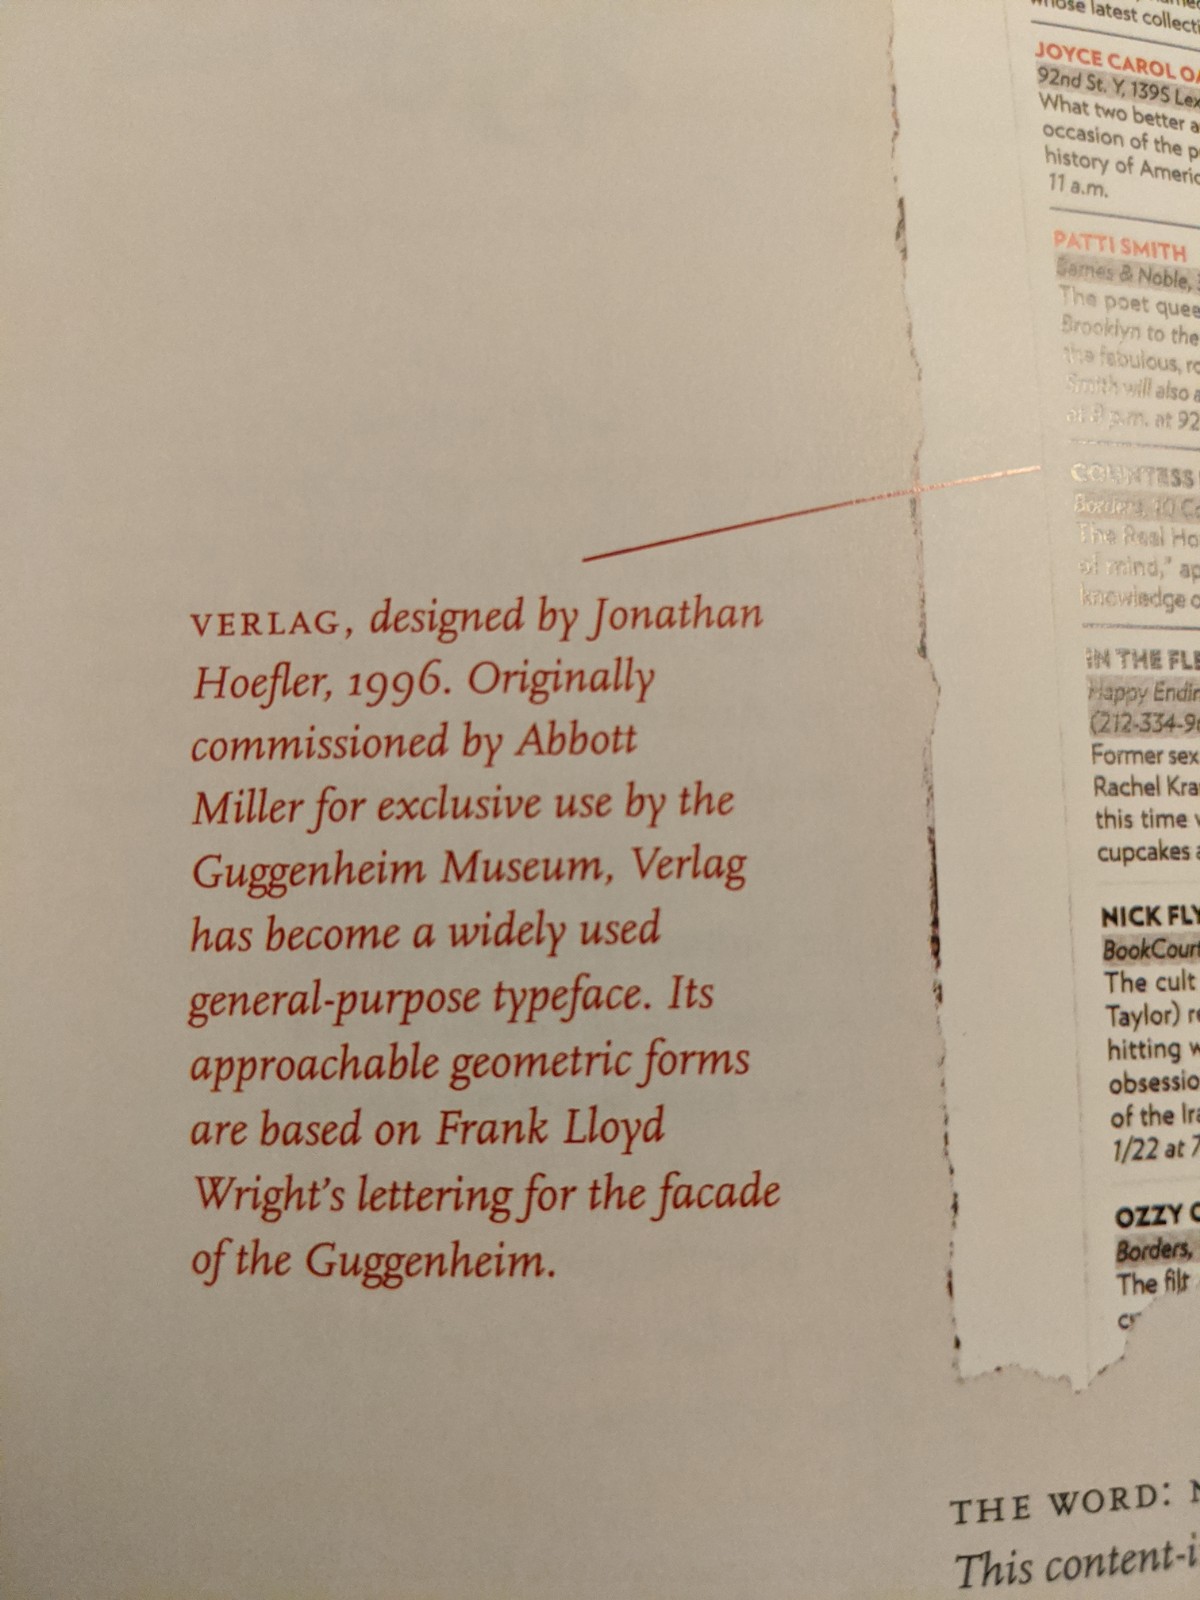 VERLAG, designed by Jonathan
Hoefler, 1996. Originally
commissioned by Abbott
Miller for exclusive use by the
Guggenheim Museum, Verlag
has become a widely used
general-purpose typeface. Its
approachable geometric forms
are based on Frank Lloyd
Wright's lettering for the facade
of the Guggenheim.
whose latest collecti
JOYCE CAROL OA
92nd St. Y, 1395 Lex
What two better a
occasion of the p
history of Americ
11 a.m.
PATTI SMITH
Barnes & Noble,
The poet quee
Brooklyn to the
the fabulous, ro
Smith will also a
at 8 p.m. at 92
COUNTESS
Borders, 10 Co
The Real Ho
of mind," ap
knowledge o
IN THE FLE
Happy Endin
(212-334-96
Former sex
Rachel Kra
this time
cupcakes a
NICK FLY
BookCourt
The cult
Taylor) re
hitting w
obsessio
of the Ira
1/22 at 7
OZZY O
Borders,
The filt
THE WORD: N
This content-i